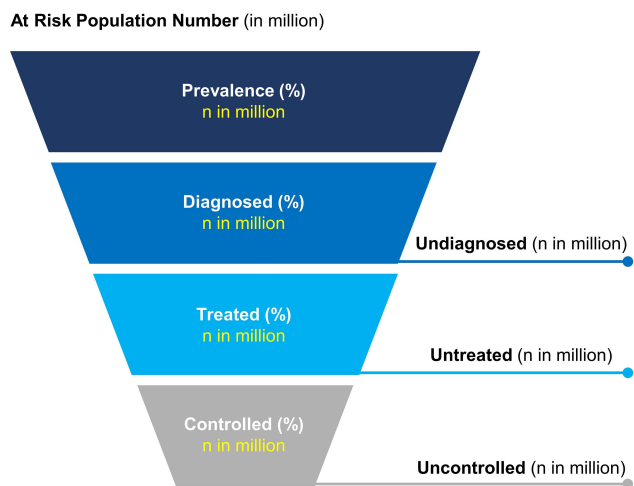 At Risk Population Number (in million)
Prevalence (%)
n in million
Diagnosed (%)
n in million
Undiagnosed (n in million)
Treated (%)
n in million
Untreated (n in million)
Controlled (%)
n in million
Uncontrolled (n in million)